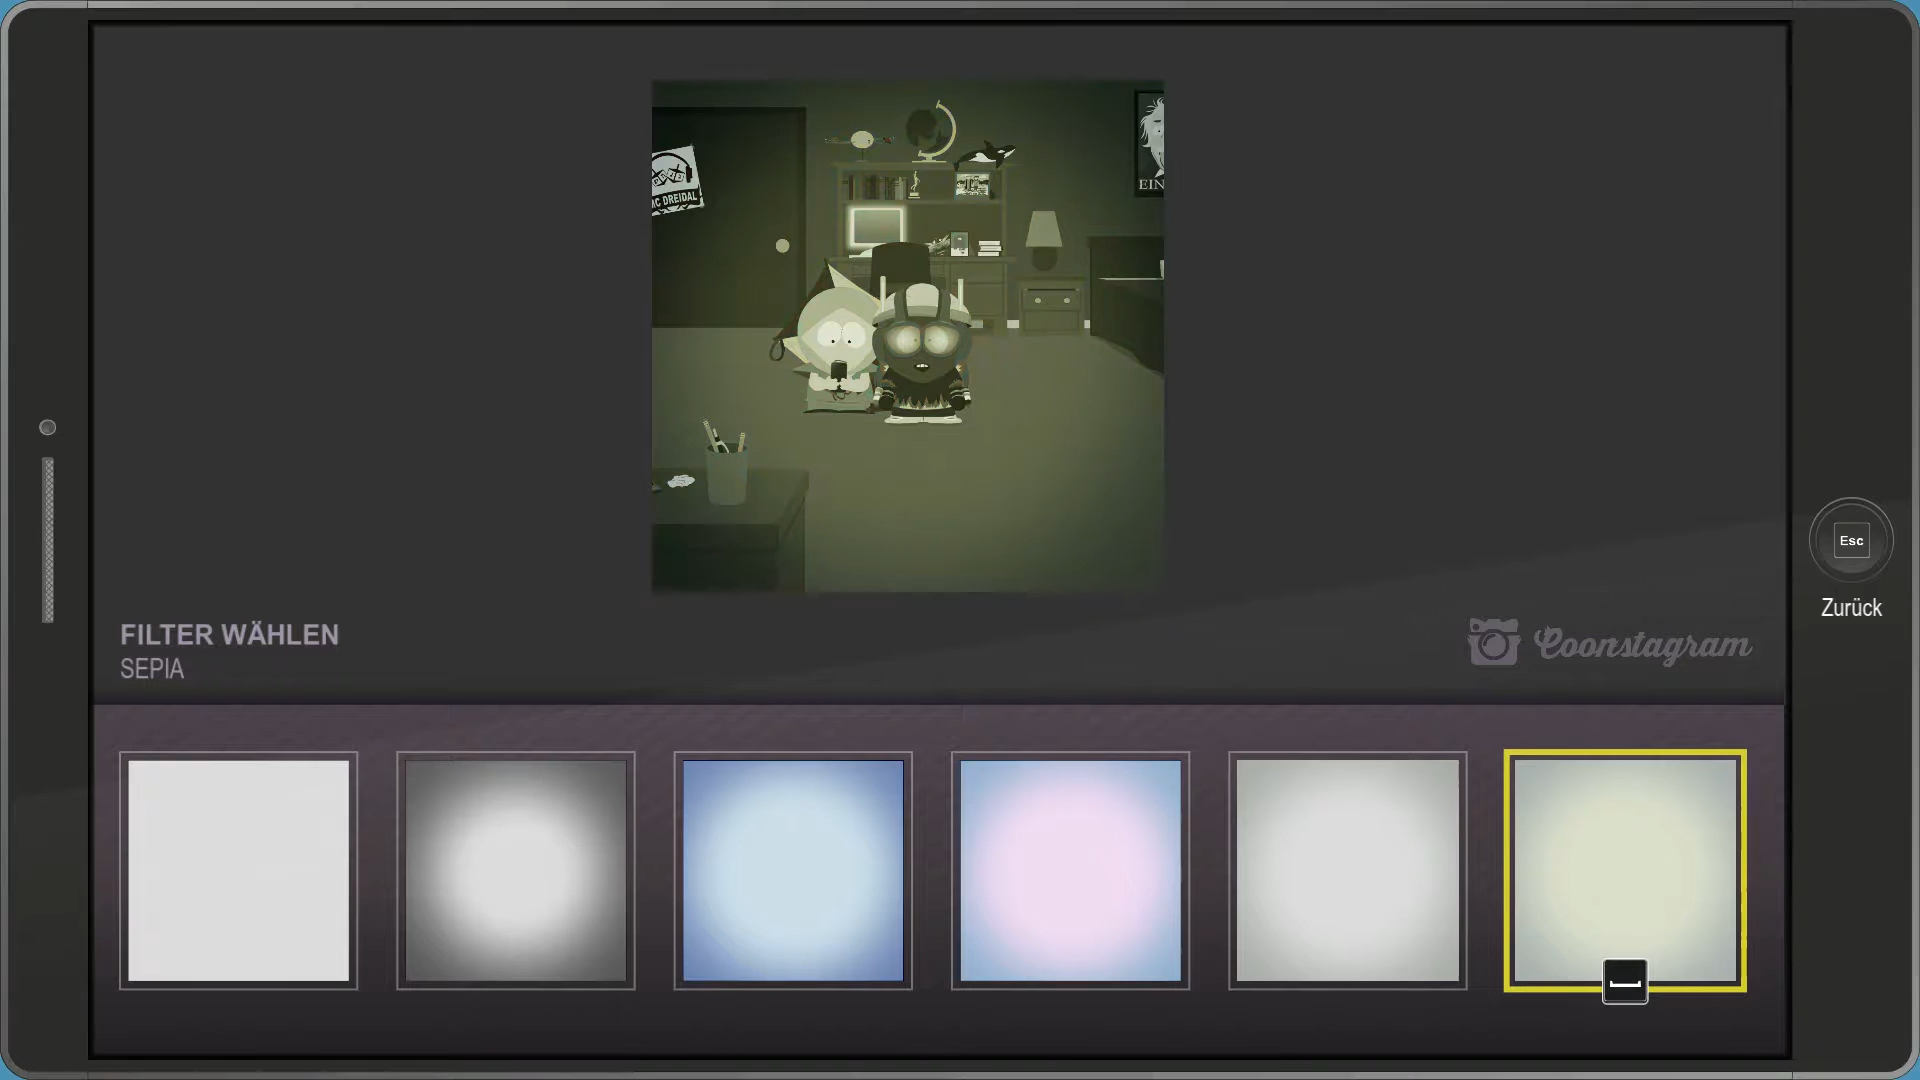 MC DREIDAL
EIN
Esc
Zurück
FILTER WÄHLEN
SEPIA
Coonstagram